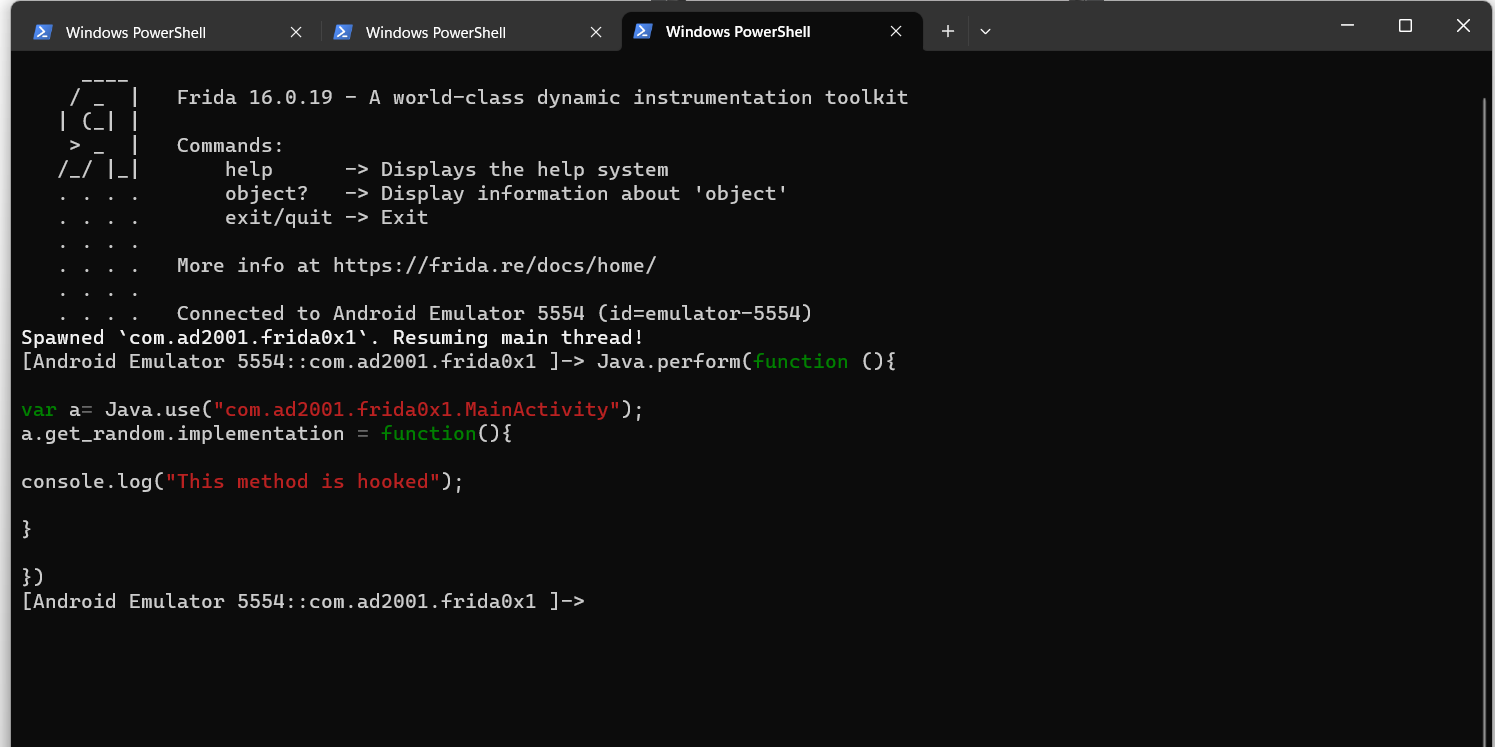 Windows PowerShell
Windows PowerShell
Windows PowerShell
    ____
   / _  |   Frida 16.0.19 - A world-class dynamic instrumentation toolkit
  | (_| |
   > _  |   Commands:
  /_/ |_|       help      -> Displays the help system
  . . . .       object?   -> Display information about 'object'
  . . . .       exit/quit -> Exit
  . . . .
  . . . .   More info at https://frida.re/docs/home/
  . . . .
  . . . .   Connected to Android Emulator 5554 (id=emulator-5554)
Spawned `com.ad2001.frida0x1`. Resuming main thread!
[Android Emulator 5554::com.ad2001.frida0x1 ]-> Java.perform(function (){
var a= Java.use("com.ad2001.frida0x1.MainActivity");
a.get_random.implementation = function(){
console.log("This method is hooked");
}
})
[Android Emulator 5554::com.ad2001.frida0x1 ]->